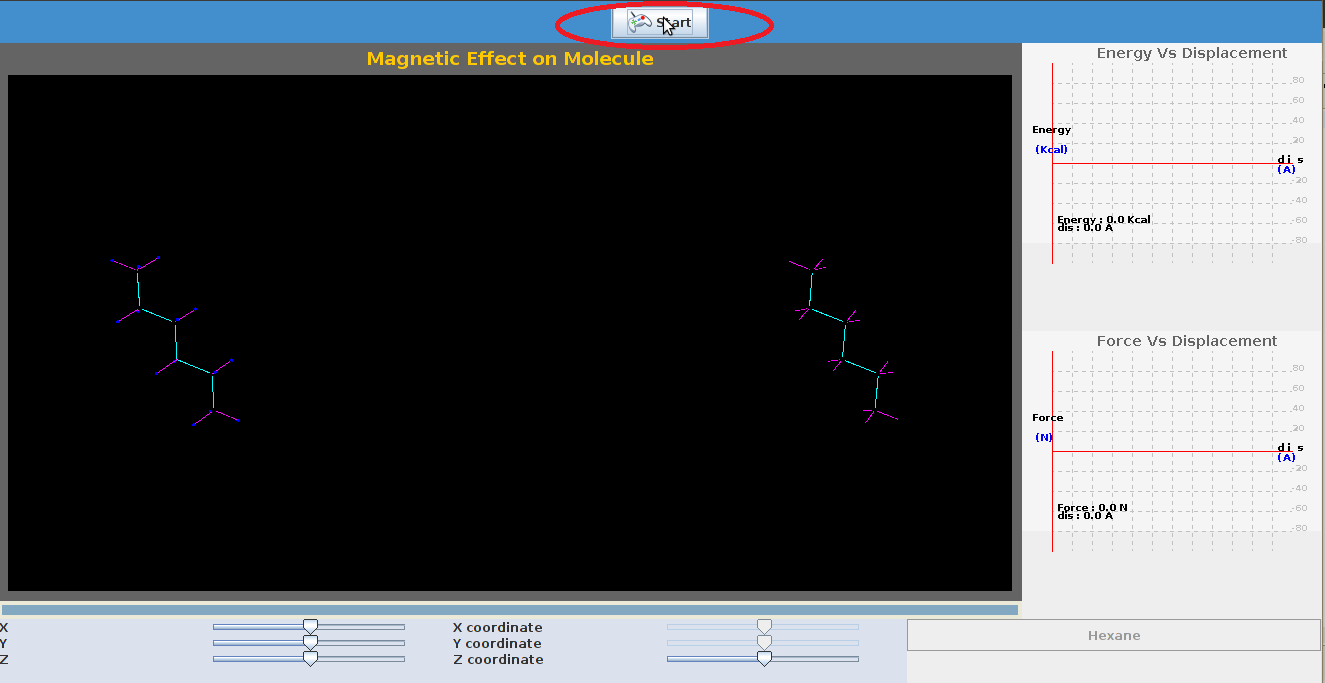 Start
Magnetic Effect on Molecule
Energy Vs Displacement
80
60
40
20
Energy
(Kcal)
d i s
(A)
-20
-40
-60
-80
Energy : 0.0 Kcal
dis : 0.0 A
Force Vs Displacement
80
60
40
20
Force
(N)
d i s
(A)
-20
-40
-60
-80
Force : 0.0 N
dis : 0.0 A
X
Y
Z
X coordinate
Y coordinate
Z coordinate
Hexane